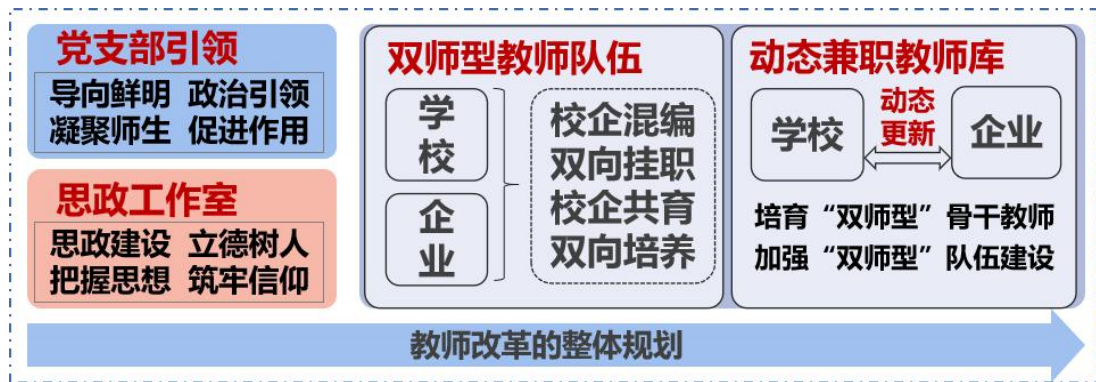 党支部引领
导向鲜明 政治引领
凝聚师生 促进作用
思政工作室
思政建设 立德树人
把握思想 筑牢信仰
双师型教师队伍
学校
企业
校企混编
双向挂职
校企共育
双向培养
动态兼职教师库
学校
动态
更新
企业
培育“双师型”骨干教师
加强“双师型”队伍建设
教师改革的整体规划